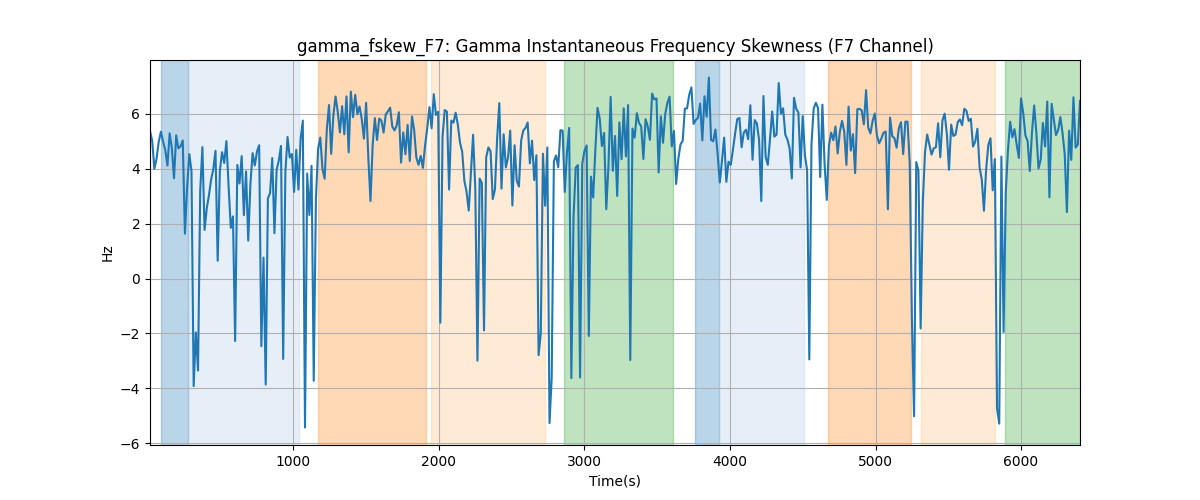 gamma_fskew_F7: Gamma Instantaneous Frequency Skewness (F7 Channel)
6
4
2
0
−2
−4
−6
Hz
1000 2000 3000 4000 5000 6000
Time(s)